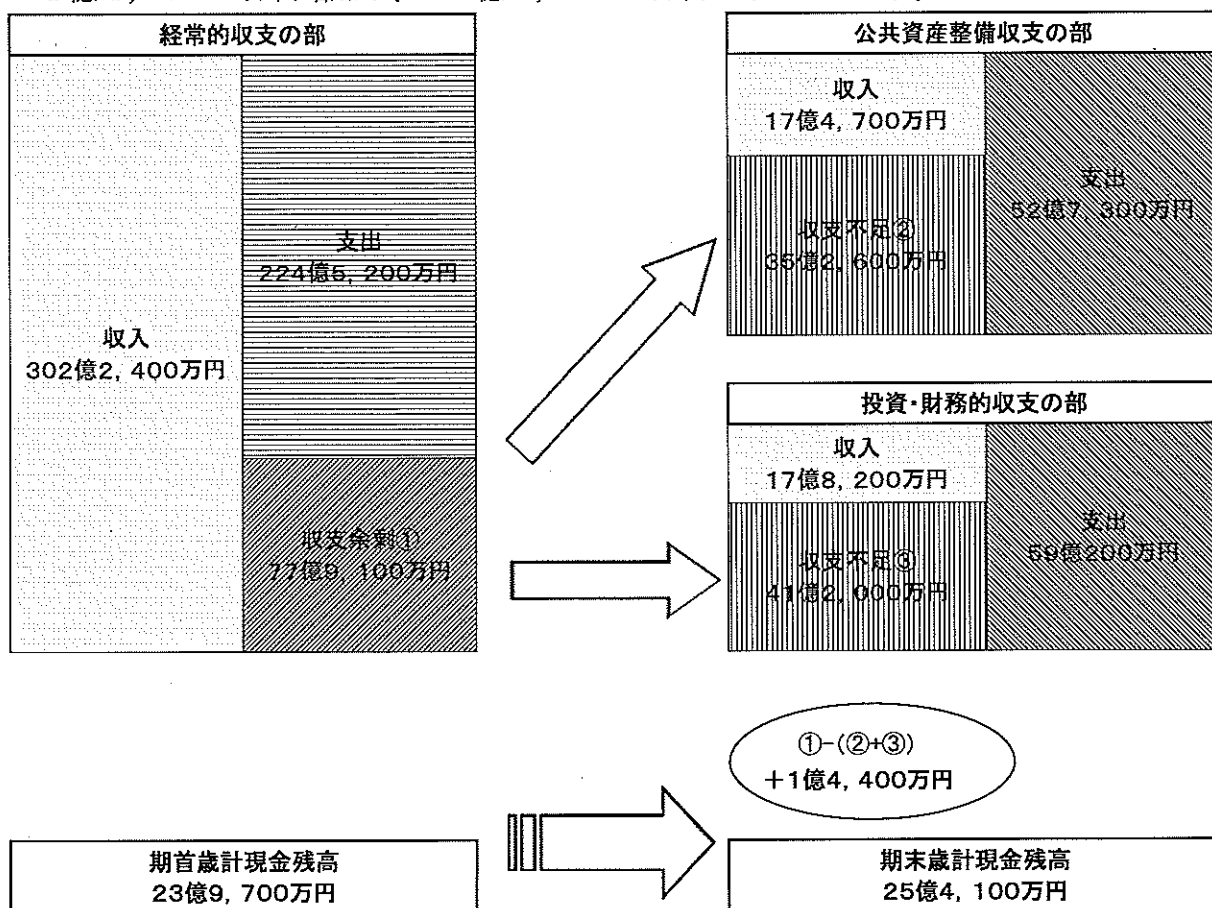 経常的収支の部
収入
302億2,400万円
支出
224億5,200万円
収支余剰①
77億9,100万円
公共資産整備収支の部
収入
17億4,700万円
収支不足②
35億2,600万円
支出
52億7,300万円
投資・財務的収支の部
収入
17億8,200万円
収支不足③
41億2,000万円
支出
59億200万円
①-(②+③)
+1億4,400万円
期首歳計現金残高
23億9,700万円
期末歳計現金残高
25億4,100万円